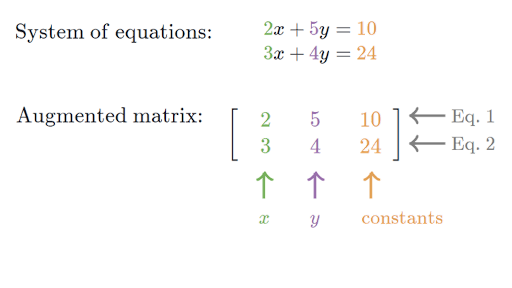 System of equations: 2x + 5y = 10
3x + 4y = 24
Augmented matrix: [ 2 5 10 ] ← Eq. 1
3 4 24 ← Eq. 2
↑ ↑ ↑
x y constants